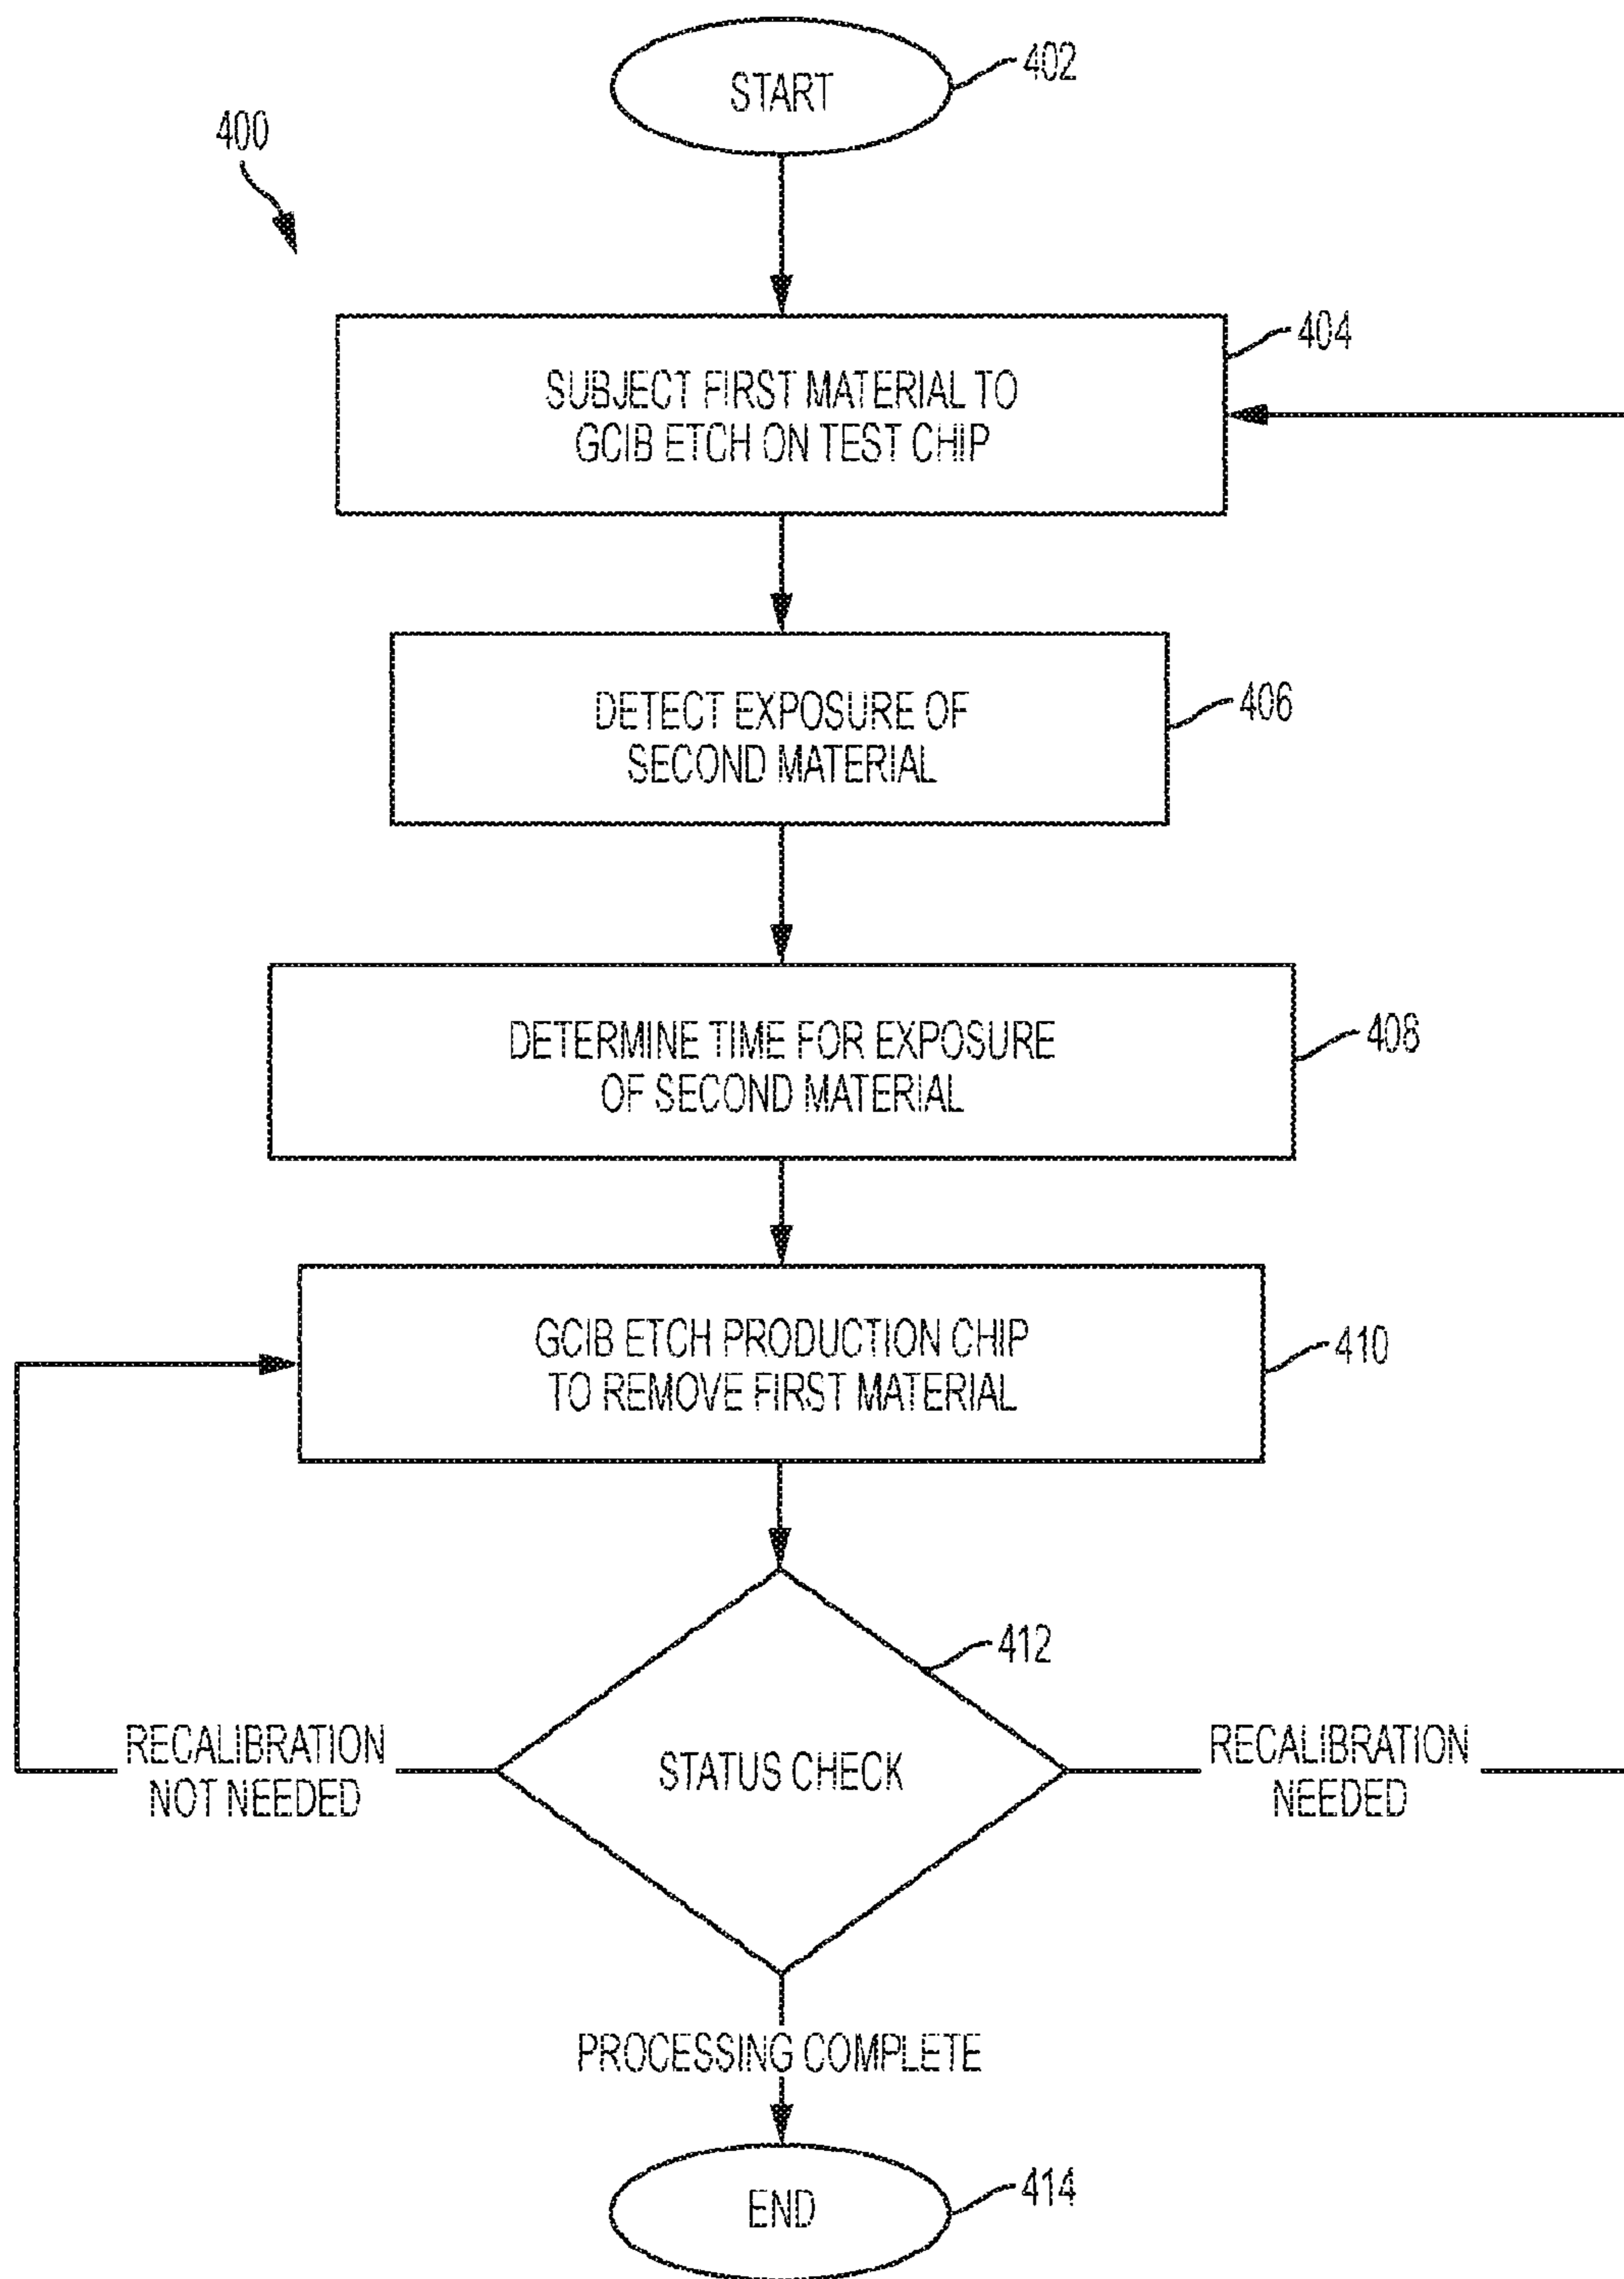 START
402
400
SUBJECT FIRST MATERIAL TO
GCIB ETCH ON TEST CHIP
404
DETECT EXPOSURE OF
SECOND MATERIAL
406
DETERMINE TIME FOR EXPOSURE
OF SECOND MATERIAL
408
GCIB ETCH PRODUCTION CHIP
TO REMOVE FIRST MATERIAL
410
412
RECALIBRATION
NOT NEEDED
STATUS CHECK
RECALIBRATION
NEEDED
PROCESSING COMPLETE
END
414